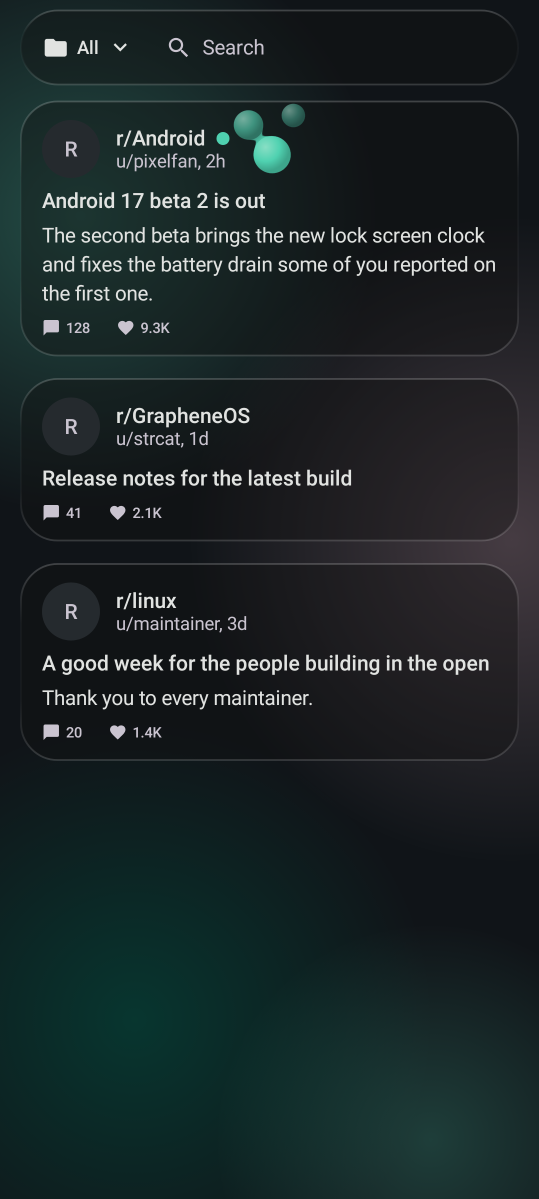 All
Search
R
r/Android
u/pixelfan, 2h
Android 17 beta 2 is out
The second beta brings the new lock screen clock
and fixes the battery drain some of you reported on
the first one.
128 9.3K
R
r/GrapheneOS
u/strcat, 1d
Release notes for the latest build
41 2.1K
R
r/linux
u/maintainer, 3d
A good week for the people building in the open
Thank you to every maintainer.
20 1.4K